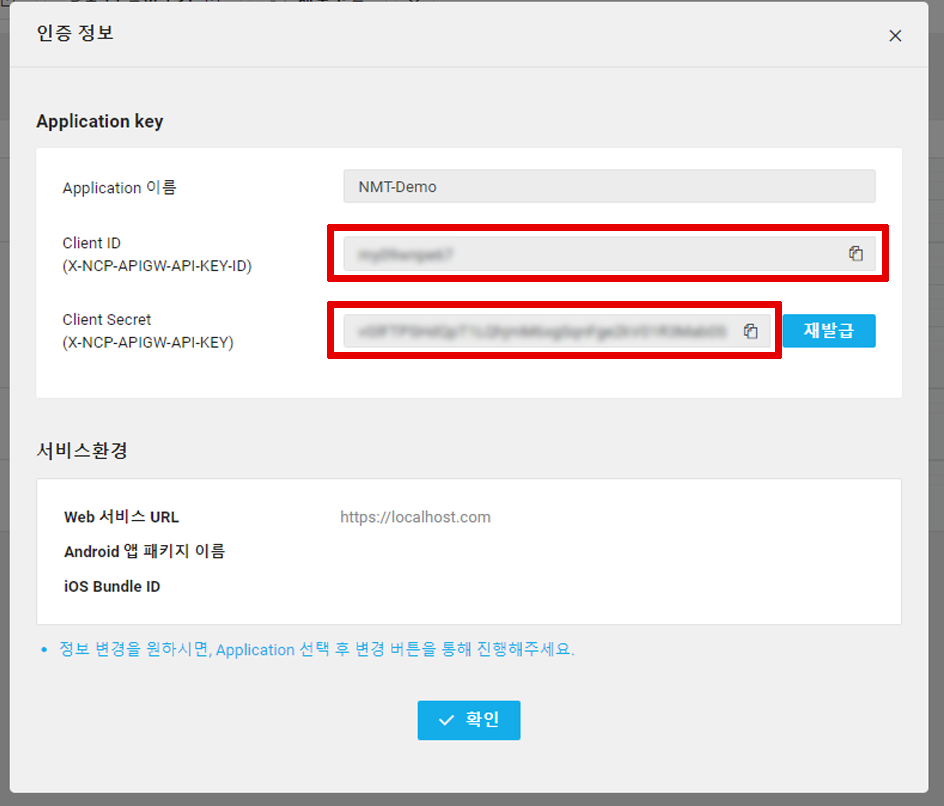 인증 정보
Application key
Application 이름
NMT-Demo
Client ID
(X-NCP-APIGW-API-KEY-ID)
Client Secret
(X-NCP-APIGW-API-KEY)
재발급
서비스환경
Web 서비스 URL
https://localhost.com
Android 앱 패키지 이름
iOS Bundle ID
• 정보 변경을 원하시면, Application 선택 후 변경 버튼을 통해 진행해주세요.
확인